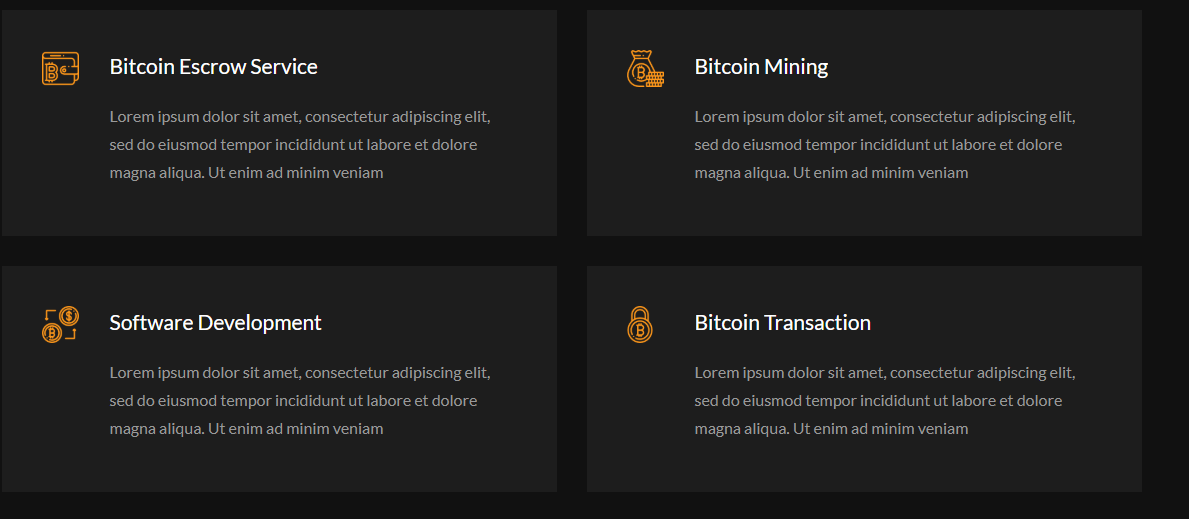 Bitcoin Escrow Service
Lorem ipsum dolor sit amet, consectetur adipiscing elit,
sed do eiusmod tempor incididunt ut labore et dolore
magna aliqua. Ut enim ad minim veniam
Bitcoin Mining
Lorem ipsum dolor sit amet, consectetur adipiscing elit,
sed do eiusmod tempor incididunt ut labore et dolore
magna aliqua. Ut enim ad minim veniam
Software Development
Lorem ipsum dolor sit amet, consectetur adipiscing elit,
sed do eiusmod tempor incididunt ut labore et dolore
magna aliqua. Ut enim ad minim veniam
Bitcoin Transaction
Lorem ipsum dolor sit amet, consectetur adipiscing elit,
sed do eiusmod tempor incididunt ut labore et dolore
magna aliqua. Ut enim ad minim veniam